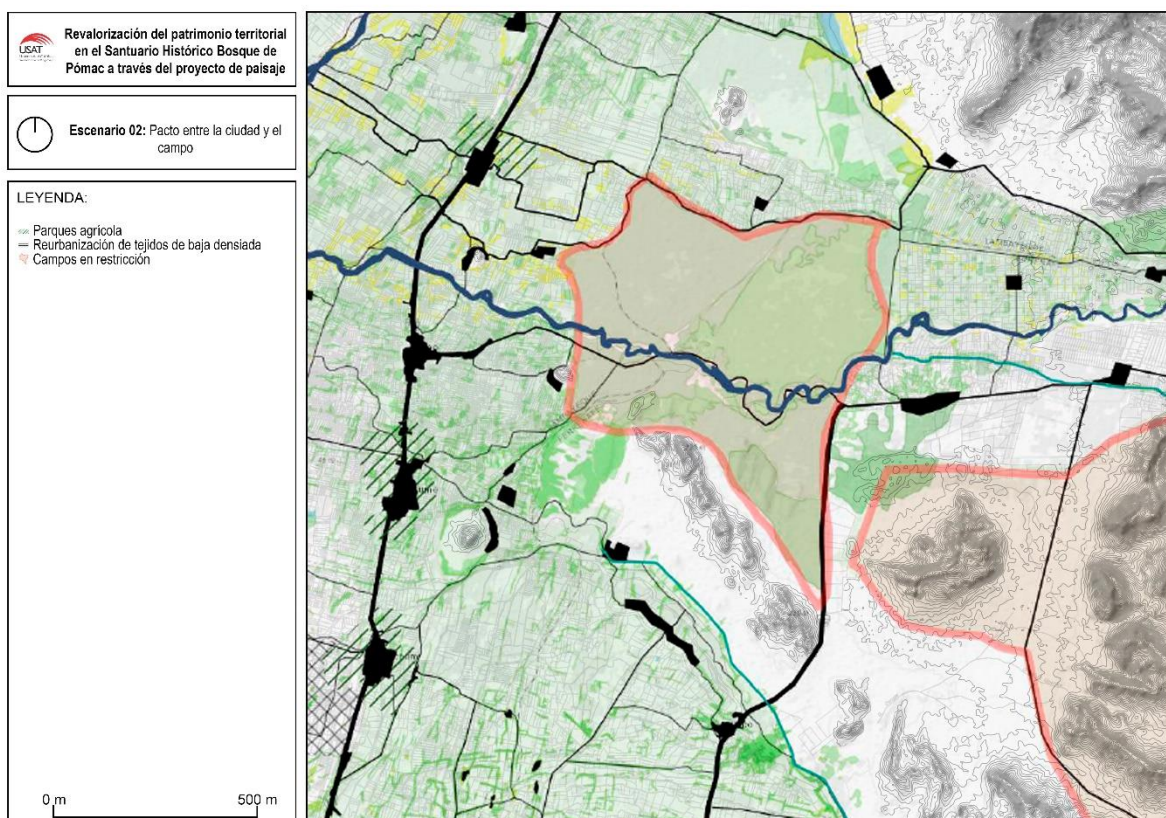 USAT
Revalorización del patrimonio territorial
en el Santuario Histórico Bosque de
Pómac a través del proyecto de paisaje
Escenario 02: Pacto entre la ciudad y el
campo
LEYENDA:
Parques agrícola
Reurbanización de tejidos de baja densiada
Campos en restricción
0 m
500 m